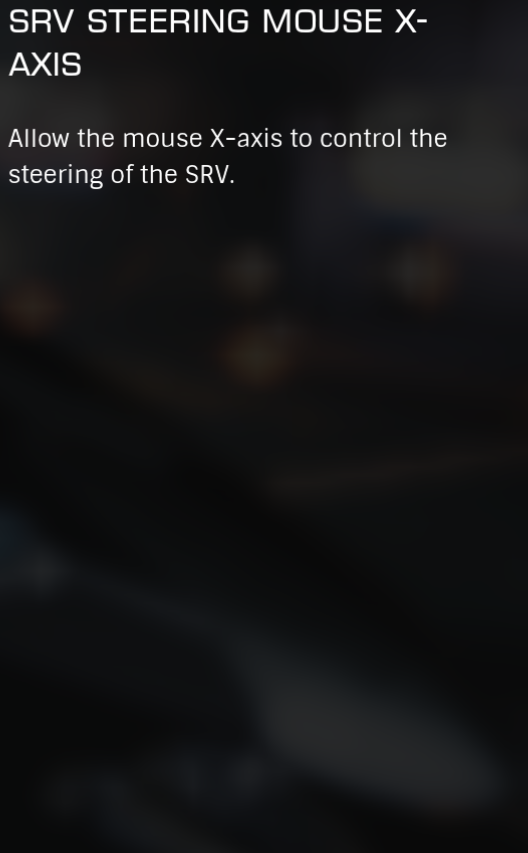 SRV STEERING MOUSE X-
AXIS
Allow the mouse X-axis to control the
steering of the SRV.